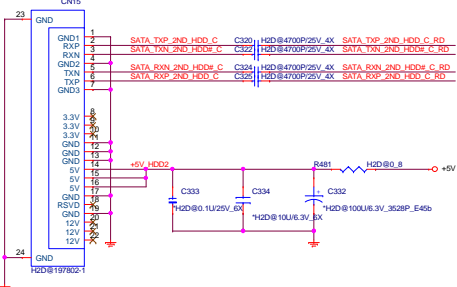 CN15
23 GND
GND1 1
RXP 2 SATA_TXP_2ND_HDD_C C320 H2D@4700P/25V_4X SATA_TXP_2ND_HDD_C_RD
RXN 3 SATA_TXN_2ND_HDD#_C C322 H2D@4700P/25V_4X SATA_TXN_2ND_HDD#_C_RD
GND2 4
TXN 5 SATA_RXN_2ND_HDD#_C C324 H2D@4700P/25V_4X SATA_RXN_2ND_HDD#_C_RD
TXP 6 SATA_RXP_2ND_HDD_C C325 H2D@4700P/25V_4X SATA_RXP_2ND_HDD_C_RD
GND3 7
3.3V 8
3.3V 9
3.3V 10
GND 11
GND 12
GND 13
5V 14 +5V_HDD2 R481 H2D@0_8 +5V
5V 15
5V 16
GND 17
RSVD 18
GND 19
12V 20
12V 21
12V 22
C333 C334 C332
*H2D@0.1U/25V_6X
*H2D@10U/6.3V_6X
*H2D@100U/6.3V_3528P_E45b
24 GND
H2D@197802-1